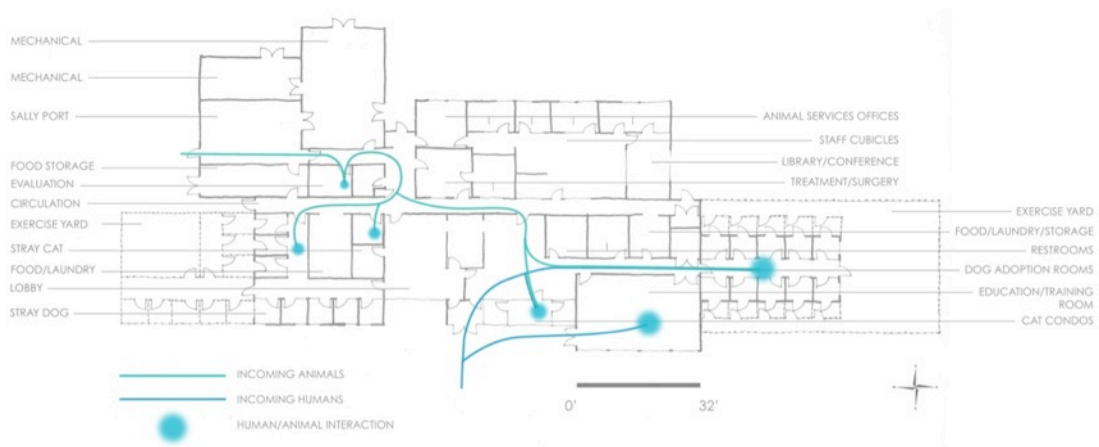 MECHANICAL
MECHANICAL
SALLY PORT
FOOD STORAGE
EVALUATION
CIRCULATION
EXERCISE YARD
STRAY CAT
FOOD/LAUNDRY
LOBBY
STRAY DOG
ANIMAL SERVICES OFFICES
STAFF CUBICLES
LIBRARY/CONFERENCE
TREATMENT/SURGERY
EXERCISE YARD
FOOD/LAUNDRY/STORAGE
RESTROOMS
DOG ADOPTION ROOMS
EDUCATION/TRAINING
ROOM
CAT CONDOS
INCOMING ANIMALS
INCOMING HUMANS
HUMAN/ANIMAL INTERACTION
0' 32'